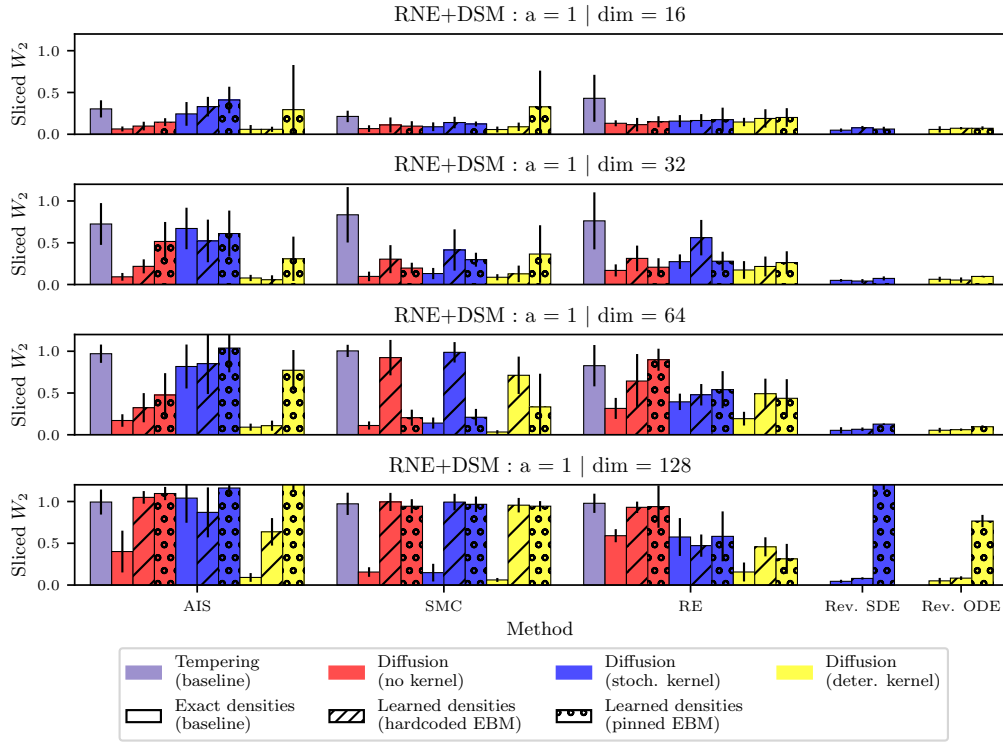 RNE+DSM : a = 1 | dim = 16
Sliced W₂
1.0
0.5
0.0
RNE+DSM : a = 1 | dim = 32
Sliced W₂
1.0
0.5
0.0
RNE+DSM : a = 1 | dim = 64
Sliced W₂
1.0
0.5
0.0
RNE+DSM : a = 1 | dim = 128
Sliced W₂
1.0
0.5
0.0
AIS SMC RE Rev. SDE Rev. ODE
Method
Tempering (baseline)
Diffusion (no kernel)
Diffusion (stoch. kernel)
Diffusion (deter. kernel)
Exact densities (baseline)
Learned densities (hardcoded EBM)
Learned densities (pinned EBM)